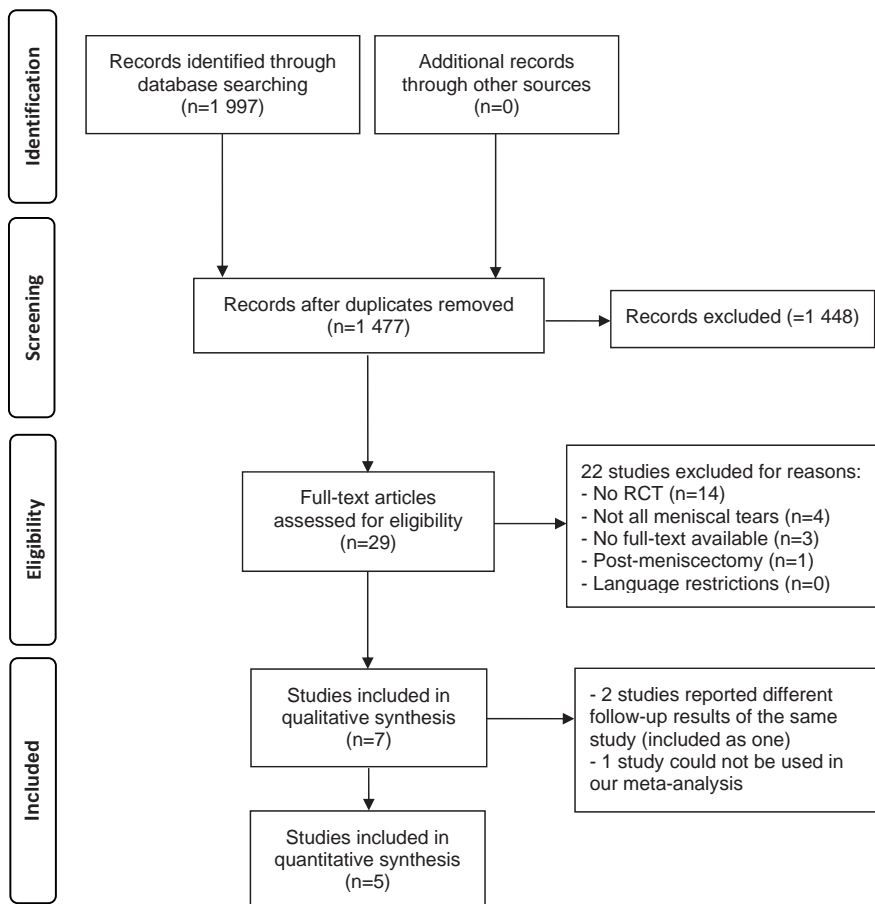 Identification
Records identified through
database searching
(n=1 997)
Additional records
through other sources
(n=0)
Screening
Records after duplicates removed
(n=1 477)
Records excluded (=1 448)
Eligibility
Full-text articles
assessed for eligibility
(n=29)
22 studies excluded for reasons:
- No RCT (n=14)
- Not all meniscal tears (n=4)
- No full-text available (n=3)
- Post-meniscectomy (n=1)
- Language restrictions (n=0)
Included
Studies included in
qualitative synthesis
(n=7)
- 2 studies reported different
follow-up results of the same
study (included as one)
- 1 study could not be used in
our meta-analysis
Studies included in
quantitative synthesis
(n=5)